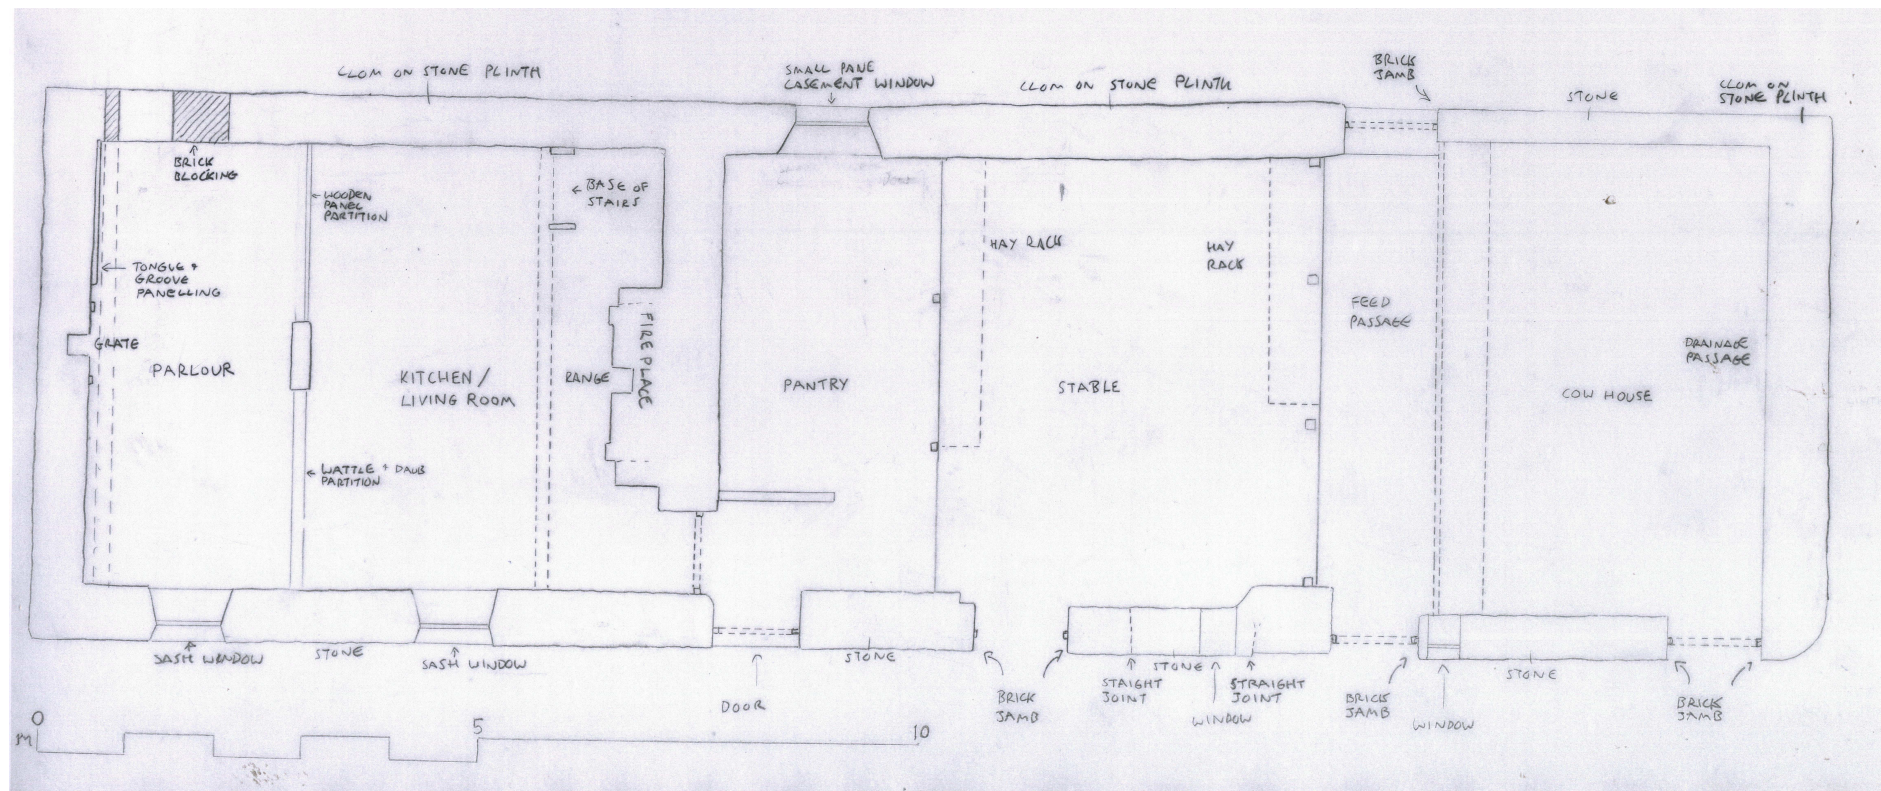 CLOM ON STONE PLINTH
SMALL PANE
CASEMENT WINDOW
CLOM ON STONE PLINTH
BRICK
JAMB
STONE
CLOM ON
STONE PLINTH
BRICK
BLOCKING
WOODEN
PANEL
PARTITION
BASE OF
STAIRS
TONGUE +
GROOVE
PANELLING
HAY RACK
HAY
RACK
FEED
PASSAGE
GRATE
PARLOUR
KITCHEN/
LIVING ROOM
RANGE
FIRE PLACE
PANTRY
STABLE
COW HOUSE
DRAINAGE
PASSAGE
WATTLE + DAUB
PARTITION
SASH WINDOW
STONE
SASH WINDOW
DOOR
STONE
BRICK
JAMB
STAIGHT
JOINT
STONE
WINDOW
STRAIGHT
JOINT
BRICK
JAMB
WINDOW
STONE
BRICK
JAMB
0
5
10
M